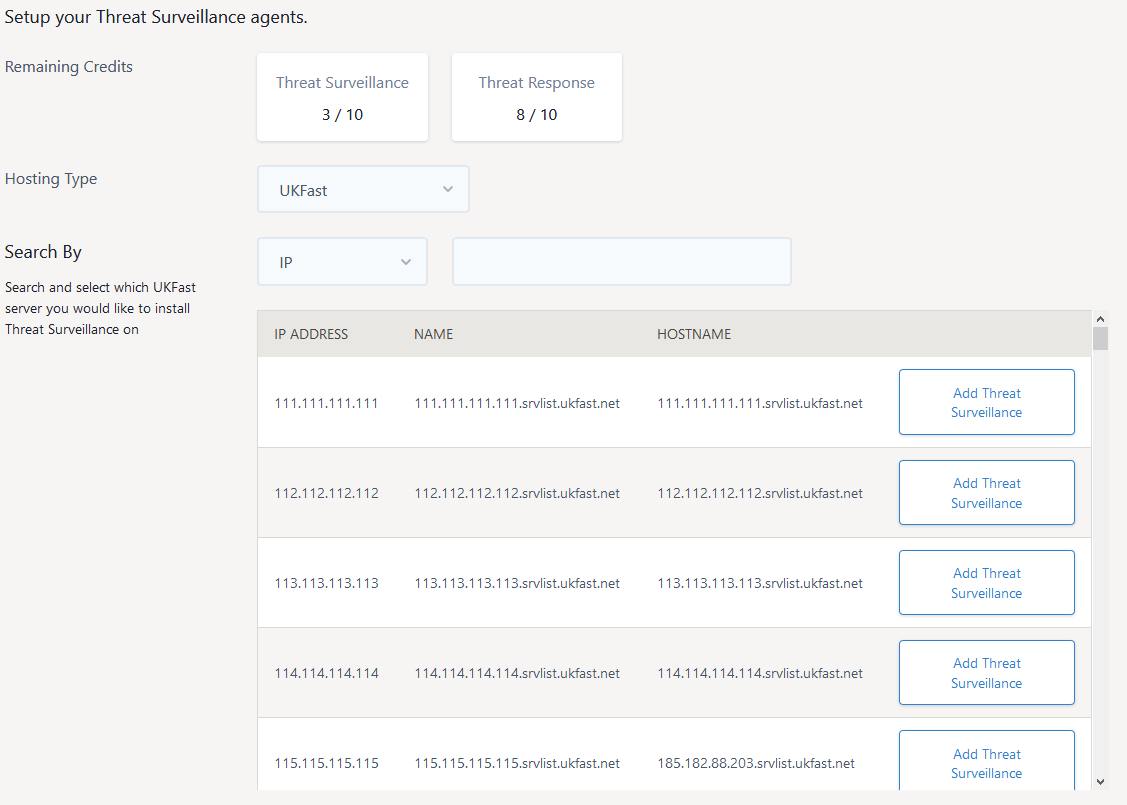 Setup your Threat Surveillance agents.
Remaining Credits
Threat Surveillance
3 / 10
Threat Response
8 / 10
Hosting Type
UKFast
Search By
IP
Search and select which UKFast
server you would like to install
Threat Surveillance on
IP ADDRESS NAME HOSTNAME
111.111.111.111 111.111.111.111.srvlist.ukfast.net 111.111.111.111.srvlist.ukfast.net
Add Threat
Surveillance
112.112.112.112 112.112.112.112.srvlist.ukfast.net 112.112.112.112.srvlist.ukfast.net
Add Threat
Surveillance
113.113.113.113 113.113.113.113.srvlist.ukfast.net 113.113.113.113.srvlist.ukfast.net
Add Threat
Surveillance
114.114.114.114 114.114.114.114.srvlist.ukfast.net 114.114.114.114.srvlist.ukfast.net
Add Threat
Surveillance
115.115.115.115 115.115.115.115.srvlist.ukfast.net 185.182.88.203.srvlist.ukfast.net
Add Threat
Surveillance